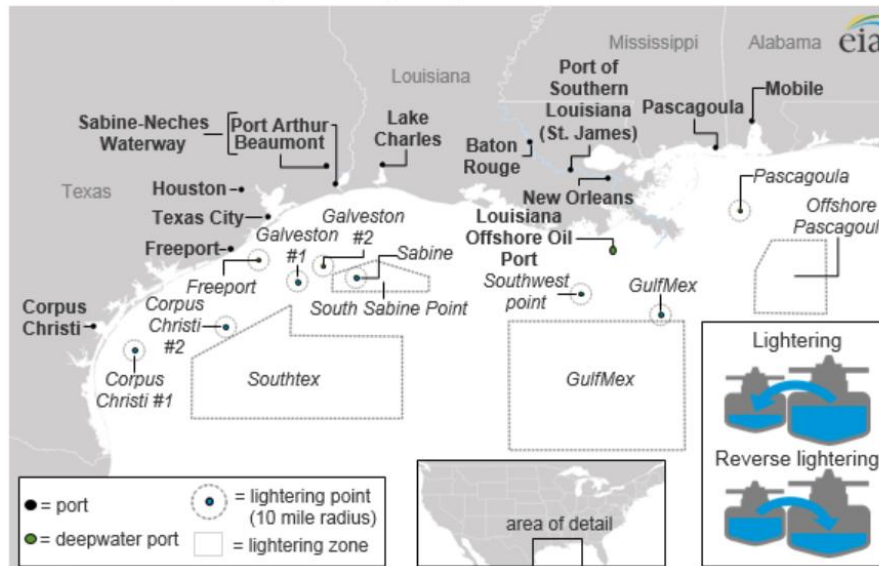 Mississippi
Alabama
eia
Louisiana
Port of
Southern
Louisiana
(St. James)
Pascagoula
Mobile
Sabine-Neches
Waterway
Port Arthur
Beaumont
Lake
Charles
Baton
Rouge
Texas
Houston
New Orleans
Pascagoula
Texas City
Galveston
#1
Galveston
#2
Sabine
Louisiana
Offshore Oil
Port
Offshore
Pascagoul
Freeport
Freeport
South Sabine Point
Southwest
point
GulfMex
Corpus
Christi
Corpus
Christi
#2
Corpus
Christi #1
Southtex
GulfMex
Lightering
Reverse lightering
= port
= deepwater port
= lightering point
(10 mile radius)
= lightering zone
area of detail